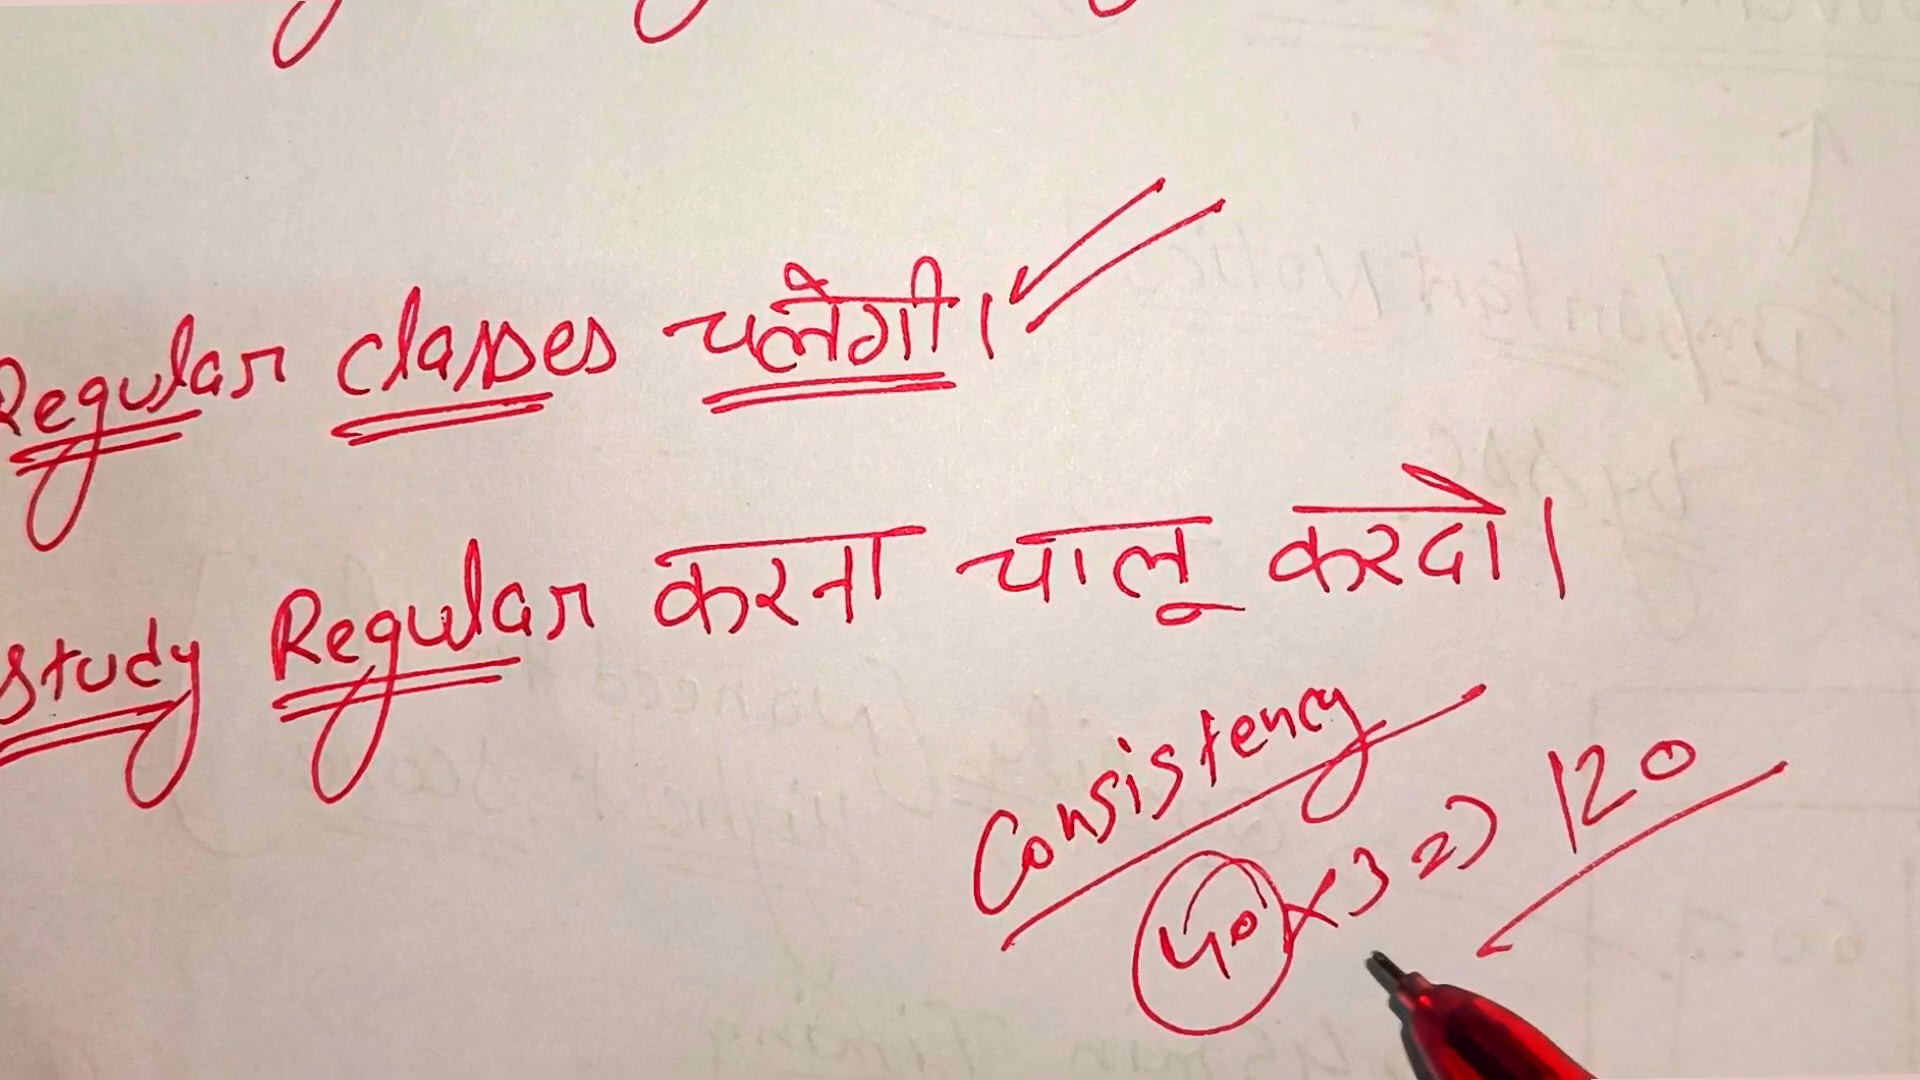 Regular classes चलेगी।
Study Regular करना चालू करदो।
Consistency
40 × 3 => 120